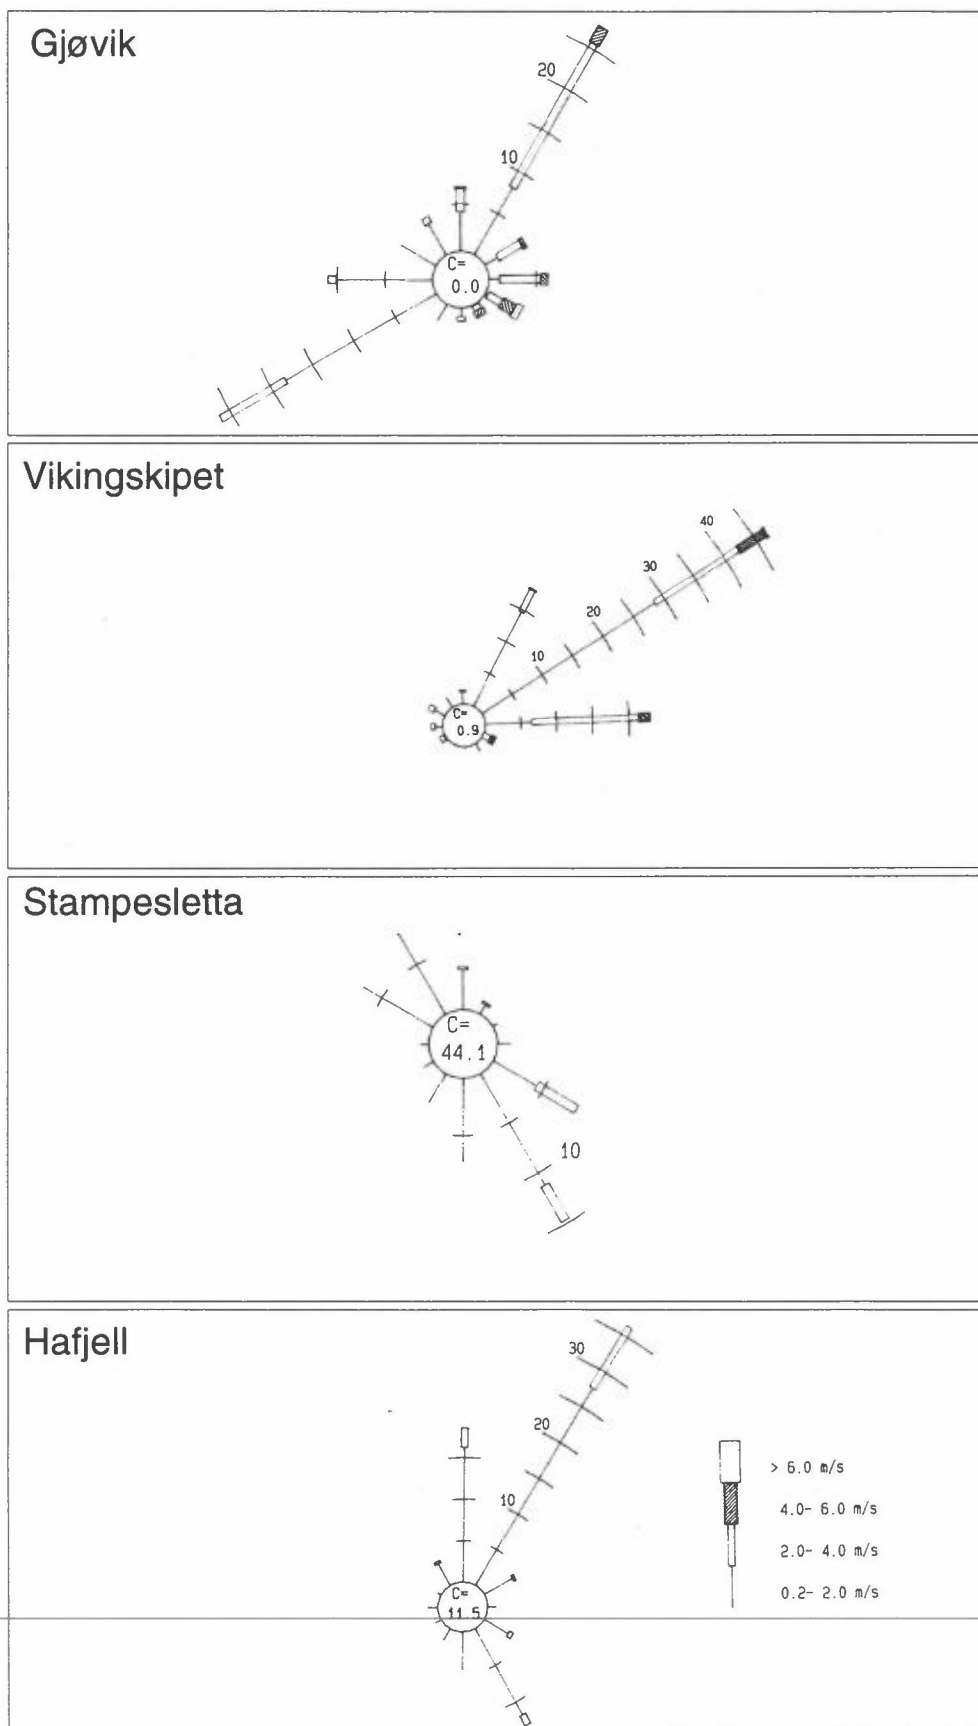 Gjøvik
20
10
C=
0.0
Vikingskipet
40
30
20
10
C=
0.9
Stampesletta
C=
44.1
10
Hafjell
30
20
10
C=
11.5
> 6.0 m/s
4.0- 6.0 m/s
2.0- 4.0 m/s
0.2- 2.0 m/s